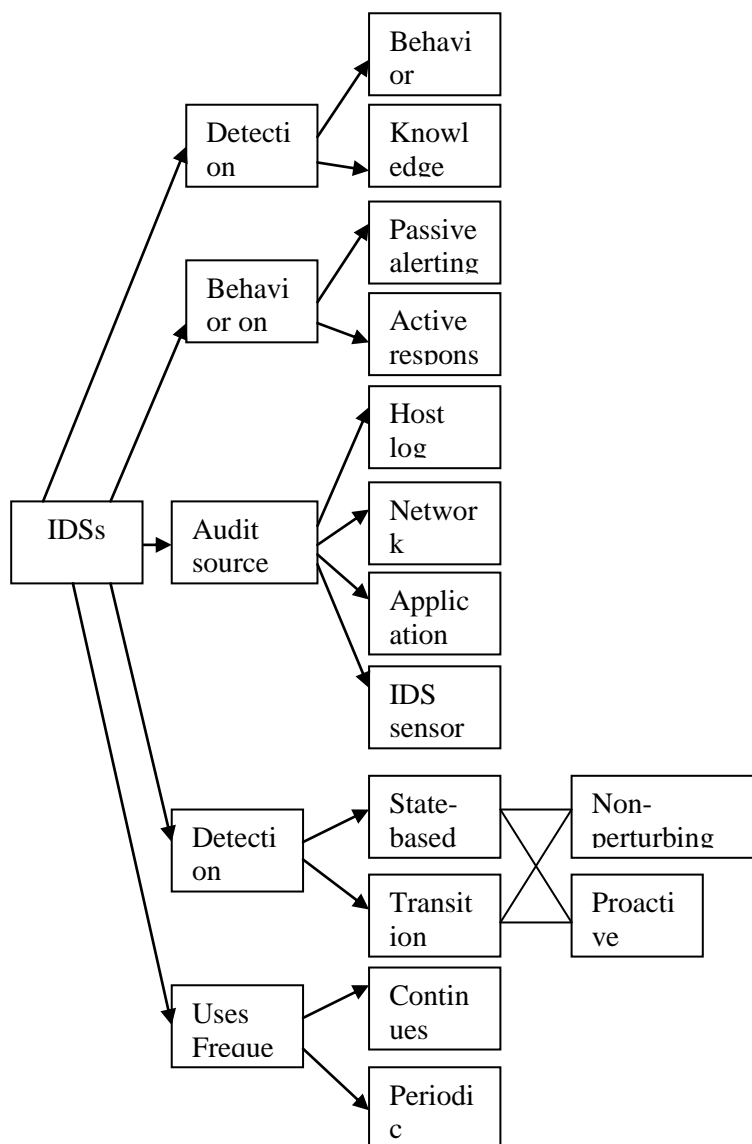 Behavi
or
Detecti
on
Knowl
edge
Passive
alerting
Behavi
or on
Active
respons
Host
log
IDSs
Audit
source
Networ
k
Applic
ation
IDS
sensor
State-
based
Non-
perturbing
Detecti
on
Transit
ion
Proacti
ve
Contin
ues
Uses
Freque
Periodi
c